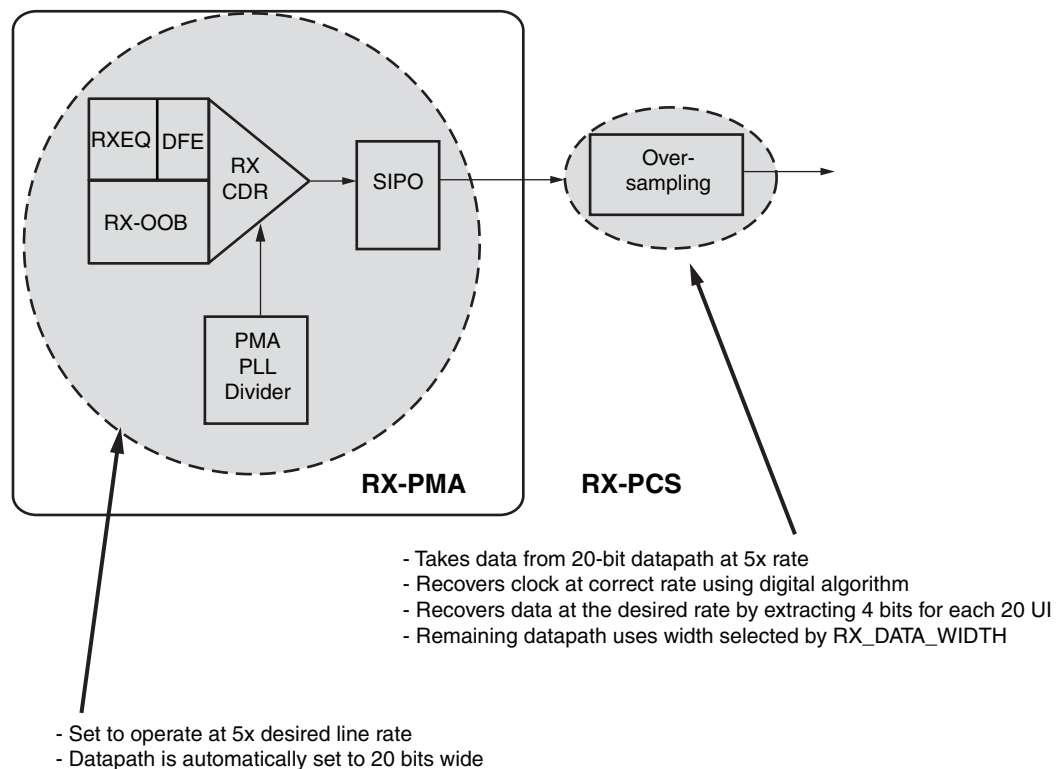 RXEQ DFE
RX
CDR
RX-OOB
SIPO
Over-
sampling
PMA
PLL
Divider
RX-PMA
RX-PCS
- Takes data from 20-bit datapath at 5x rate
- Recovers clock at correct rate using digital algorithm
- Recovers data at the desired rate by extracting 4 bits for each 20 UI
- Remaining datapath uses width selected by RX_DATA_WIDTH
- Set to operate at 5x desired line rate
- Datapath is automatically set to 20 bits wide